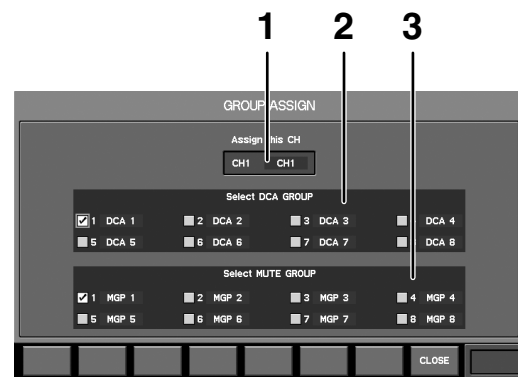 1 2 3
GROUP ASSIGN
Assign this CH
CH1 CH1
Select DCA GROUP
1 DCA 1 2 DCA 2 3 DCA 3 DCA 4
5 DCA 5 6 DCA 6 7 DCA 7 DCA 8
Select MUTE GROUP
1 MGP 1 2 MGP 2 3 MGP 3 4 MGP 4
5 MGP 5 6 MGP 6 7 MGP 7 8 MGP 8
CLOSE